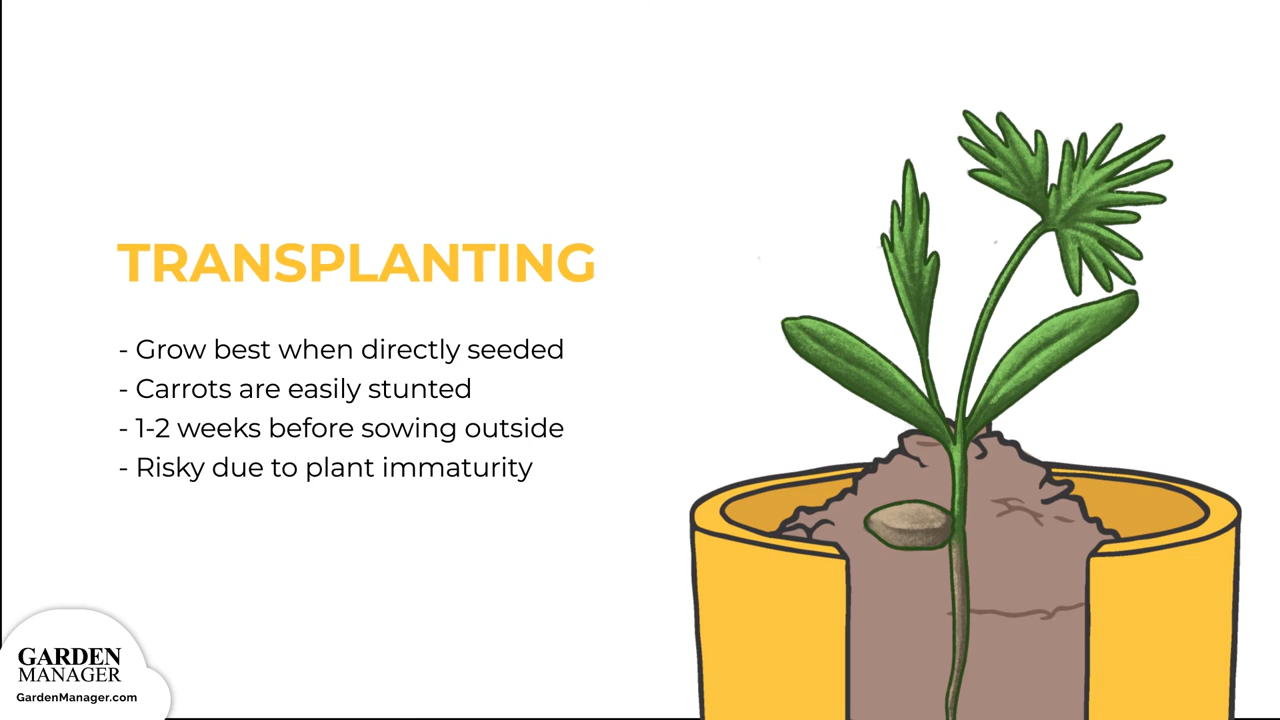 TRANSPLANTING
- Grow best when directly seeded
- Carrots are easily stunted
- 1-2 weeks before sowing outside
- Risky due to plant immaturity
GARDEN
MANAGER
GardenManager.com